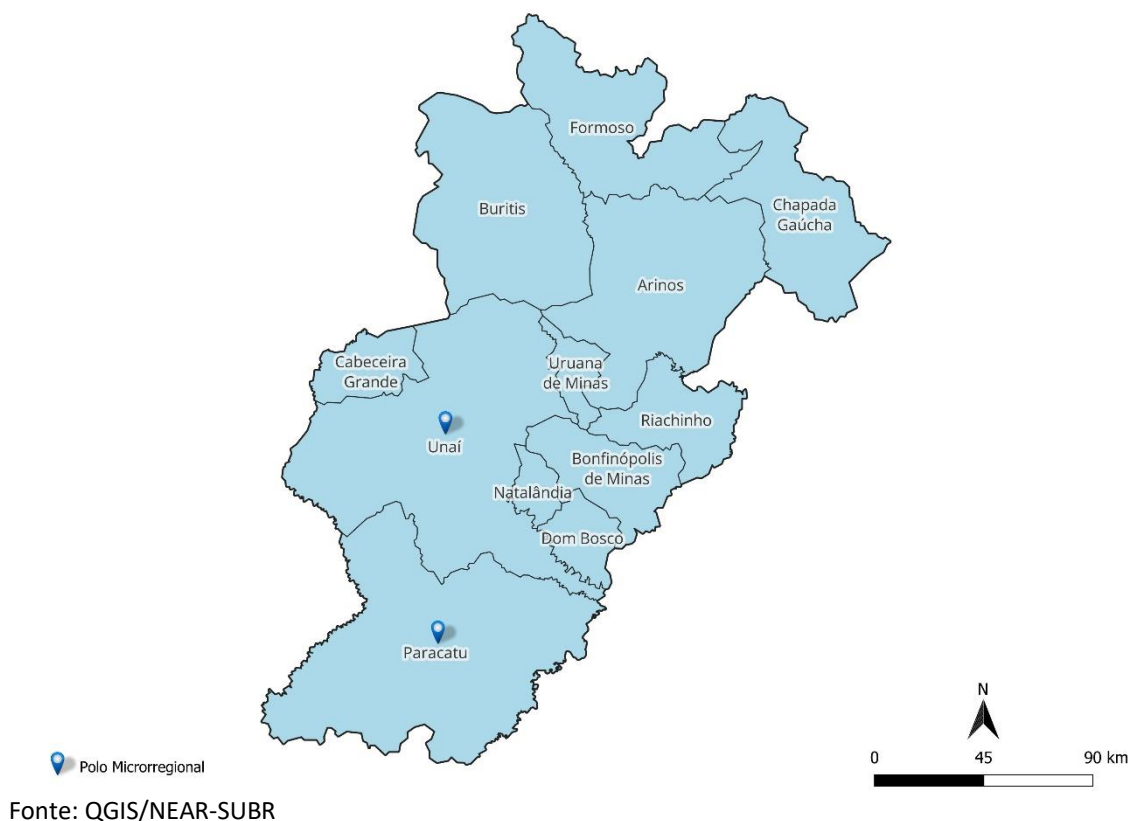 Formoso
Buritis
Chapada
Gaúcha
Arinos
Cabeceira
Grande
Uruana
de Minas
Riachinho
Unaí
Bonfinópolis
de Minas
Natalândia
Dom Bosco
Paracatu
N
0 45 90 km
Polo Microrregional
Fonte: QGIS/NEAR-SUBR